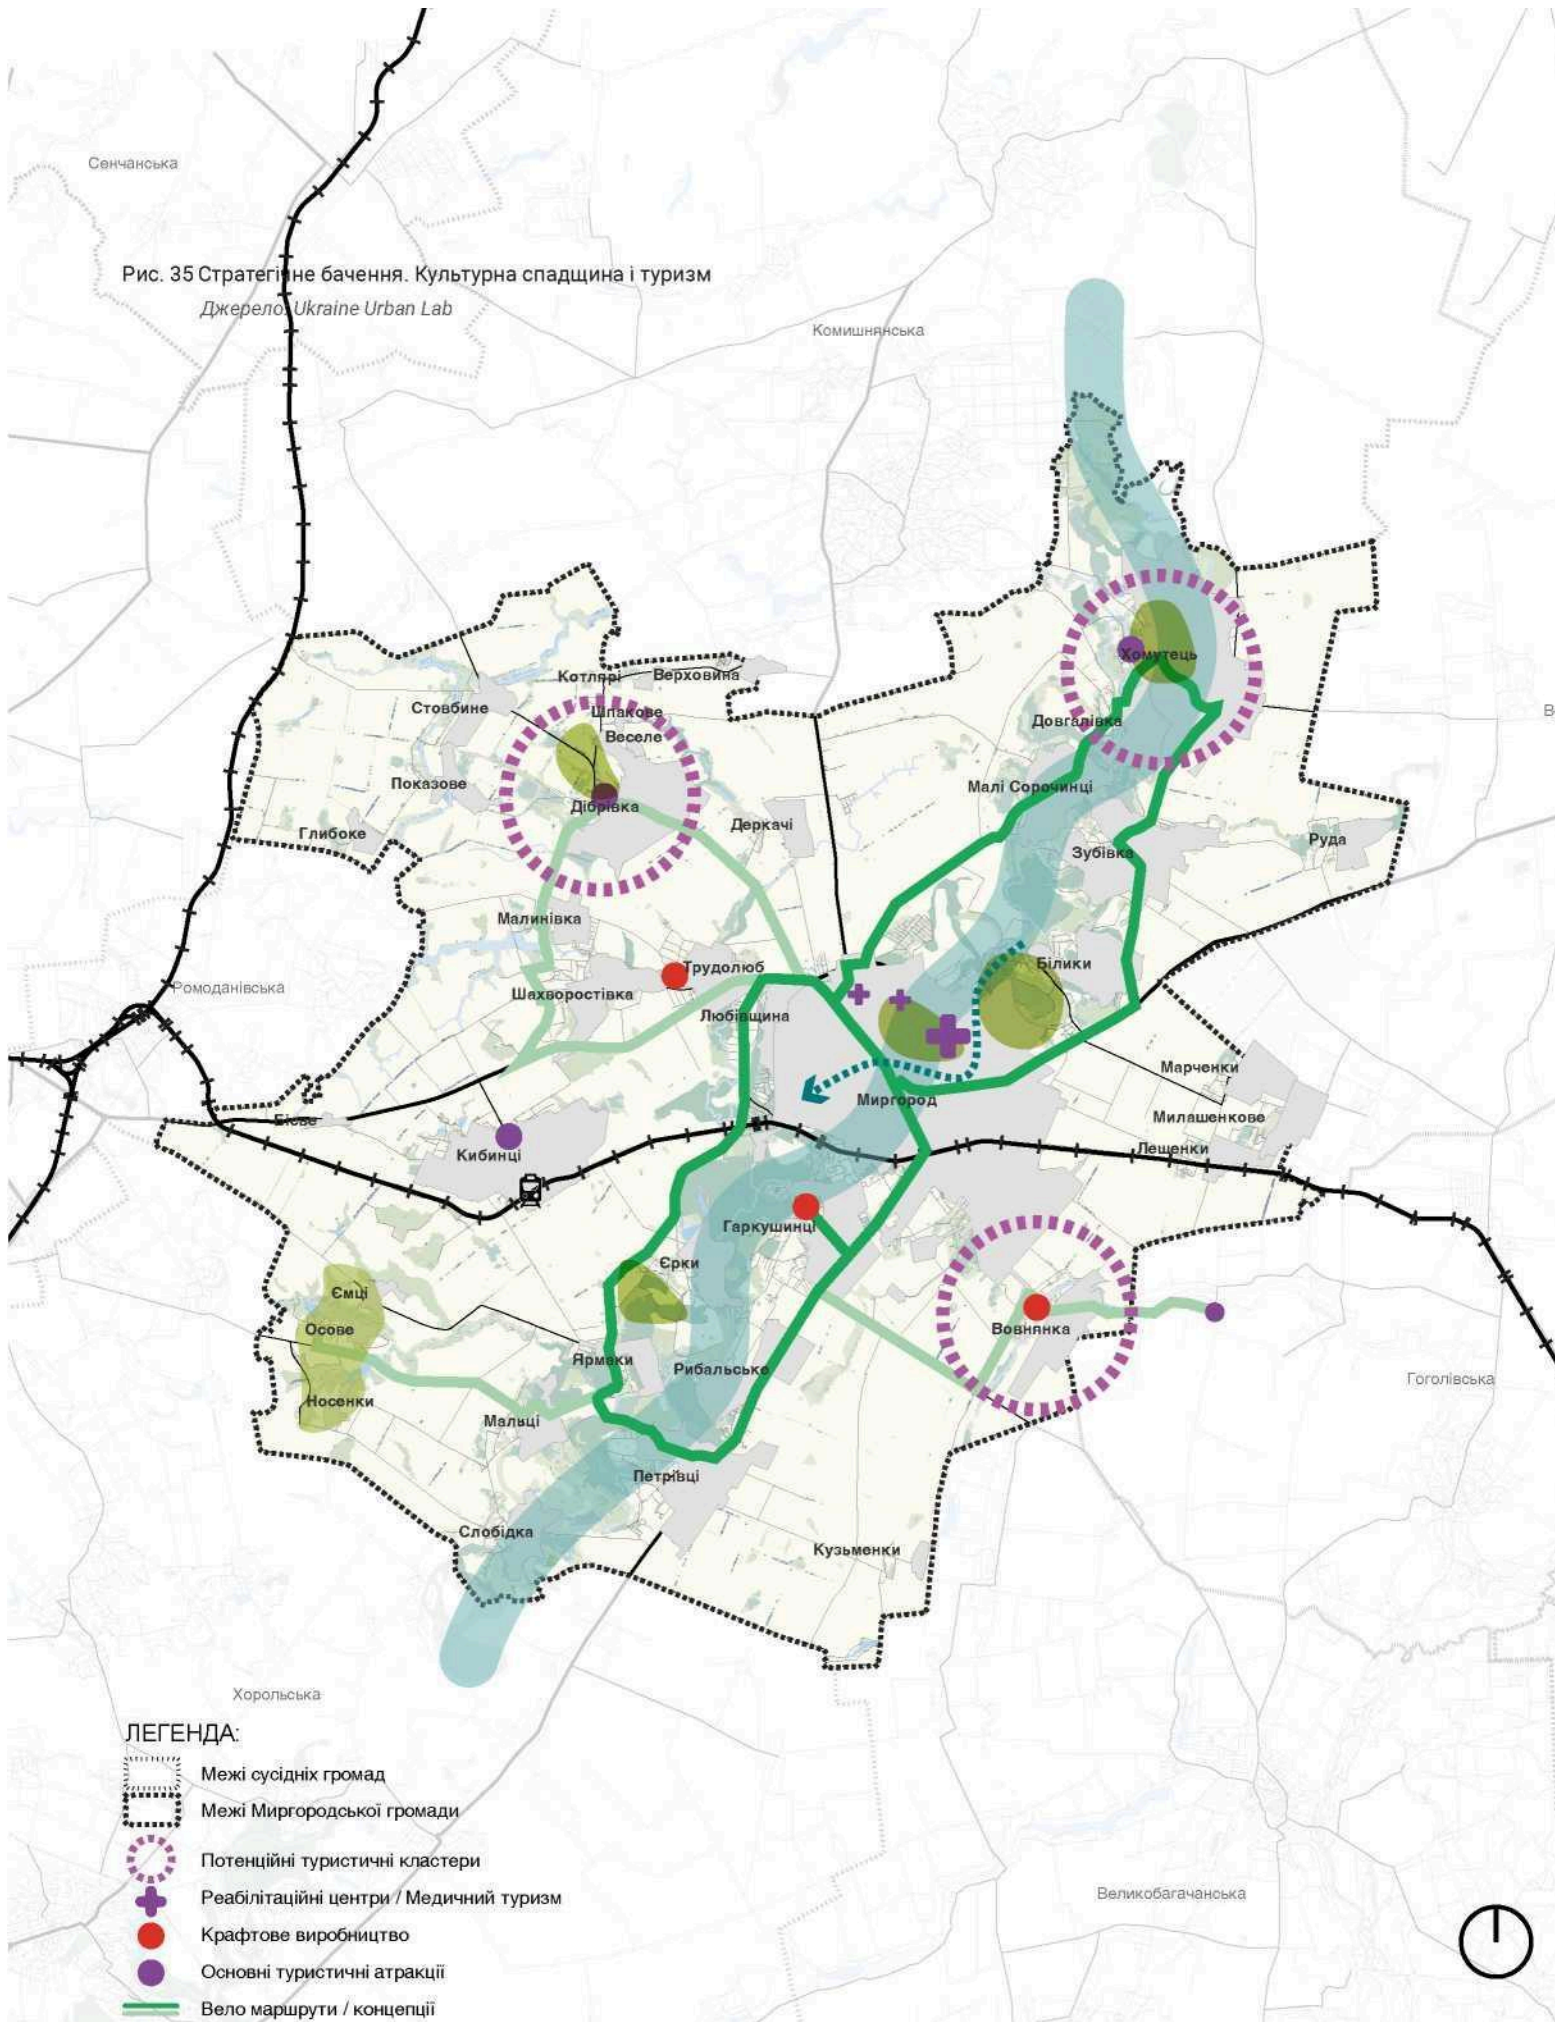 Сенчанська
Рис. 35 Стратегічне бачення. Культурна спадщина і туризм
Джерело: Ukraine Urban Lab
Комишнянська
Хомутець
Котлярі
Верховина
Стовбине
Шпакове
Довгалівка
Веселе
Показове
Малі Сорочинці
Дібрівка
Деркачі
Глибоке
Руда
Зубівка
Малинівка
Білики
Трудолюб
Ромоданівська
Шахворостівка
Любівщина
Марченки
Миргород
Милашенкове
Бієве
Лещенки
Кибинці
Гаркушинці
Єрки
Ємці
Осове
Вовнянка
Ярмаки
Рибальське
Гоголівська
Носенки
Мальці
Петрівці
Слобідка
Кузьменки
Хорольська
ЛЕГЕНДА:
Межі сусідніх громад
Межі Миргородської громади
Потенційні туристичні кластери
Великобагачанська
Реабілітаційні центри / Медичний туризм
Крафтове виробництво
Основні туристичні атракції
Вело маршрути / концепції
В